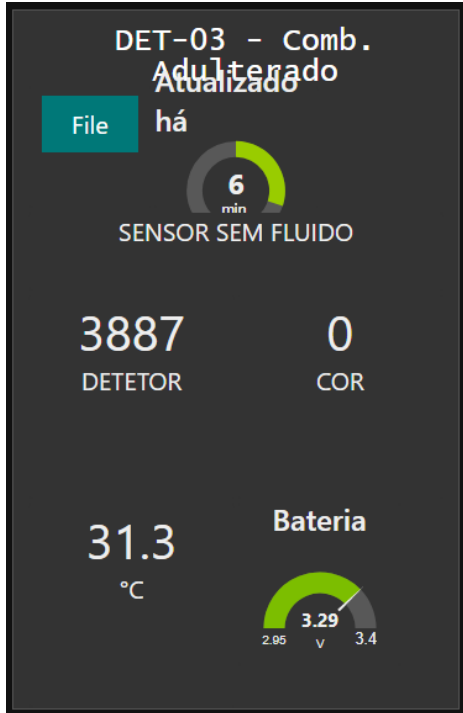 DET-03 - Comb.
Adulterado
Atualizado
há
File
6
min
SENSOR SEM FLUIDO
3887
0
DETETOR
COR
31.3
°C
Bateria
3.29
2.95
V
3.4